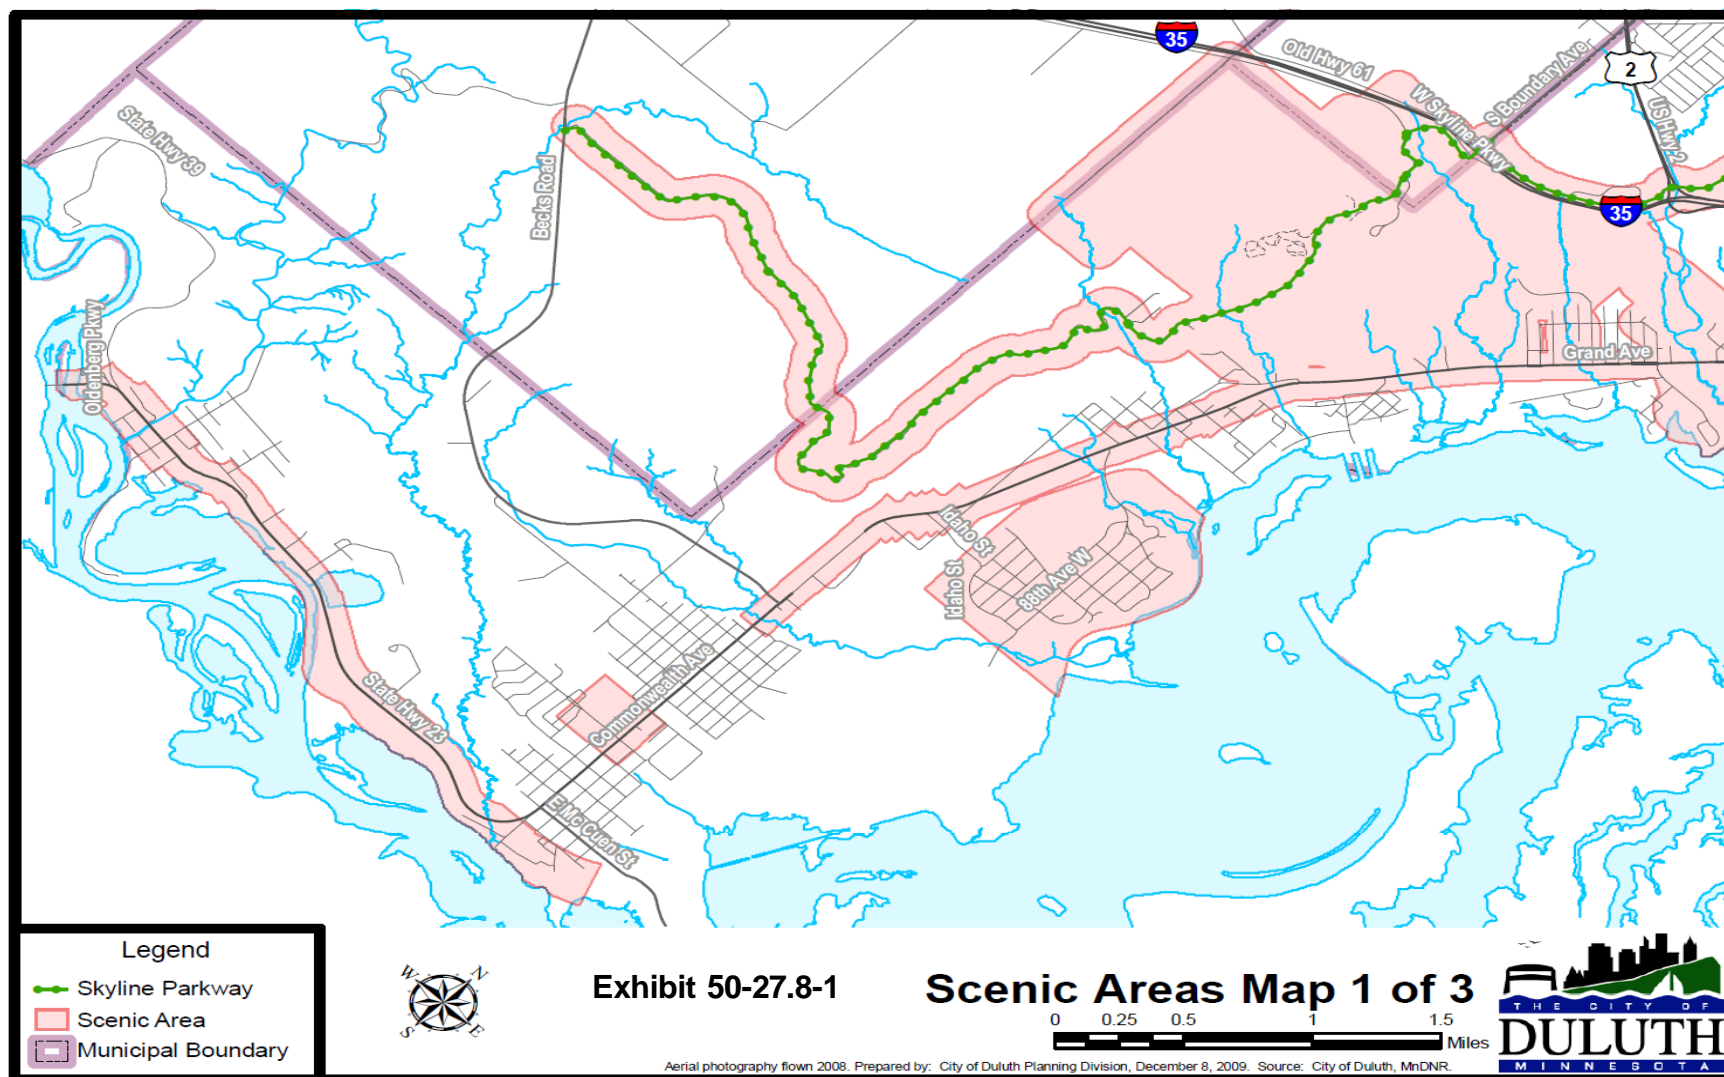 35
Old Hwy 61
2
S Boundary Ave
W Skyline Pkwy
US Hwy 2
State Hwy 39
Becks Road
35
Oldenberg Pkwy
Grand Ave
Idaho St
Idaho St
88th Ave W
Commonwealth Ave
State Hwy 23
E Mc Cuen St
Legend
Skyline Parkway
Scenic Area
Municipal Boundary
W N
S E
Exhibit 50-27.8-1
Scenic Areas Map 1 of 3
0 0.25 0.5 1 1.5
Miles
Aerial photography flown 2008. Prepared by: City of Duluth Planning Division, December 8, 2009. Source: City of Duluth, MnDNR.
THE CITY OF
DULUTH
MINNESOTA